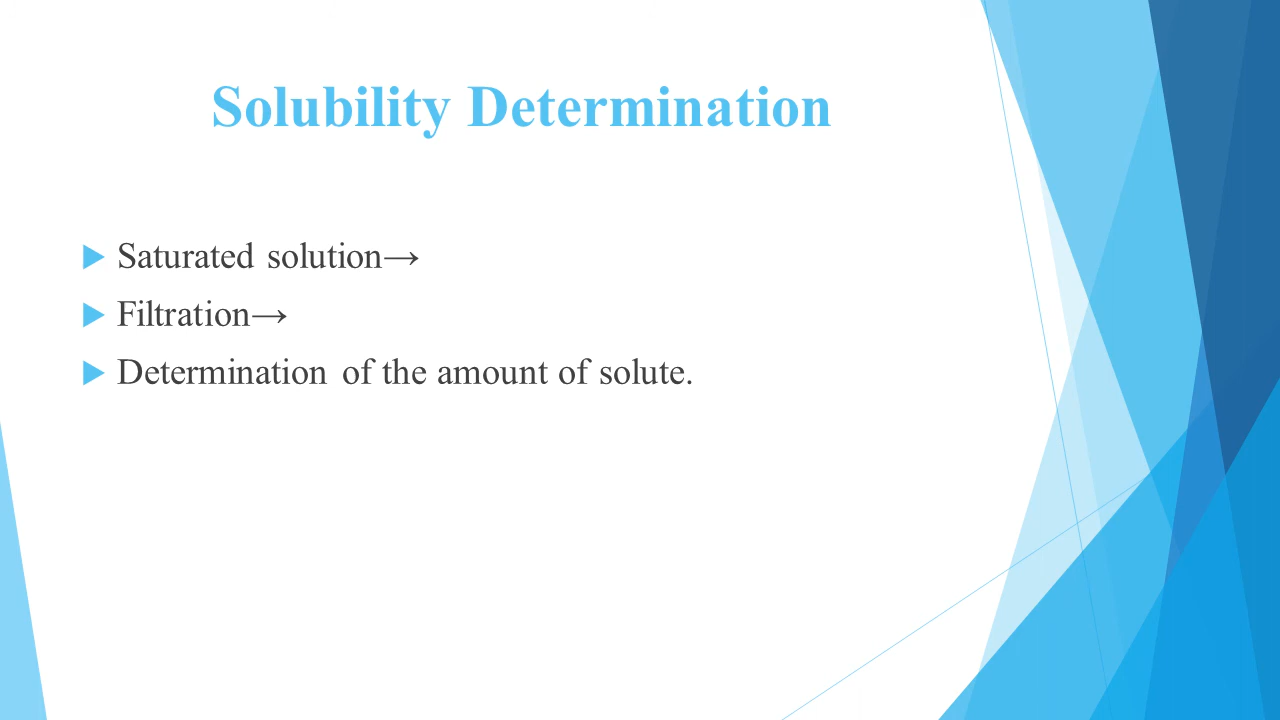 Solubility Determination
Saturated solution→
Filtration→
Determination of the amount of solute.